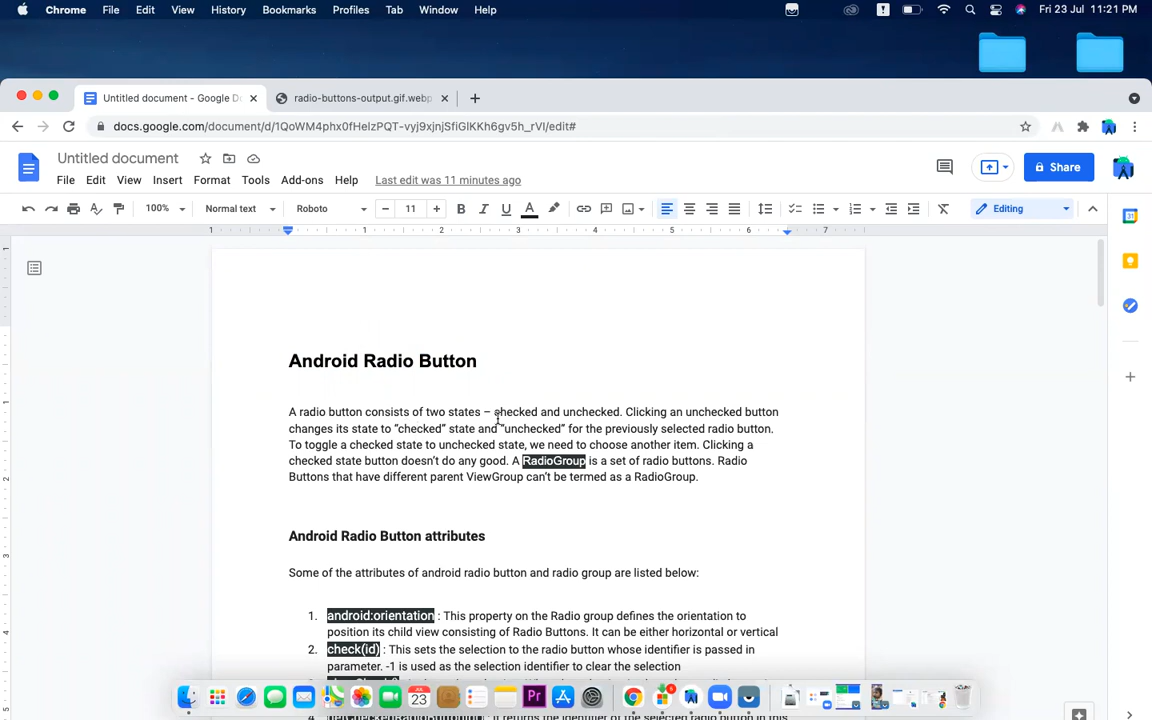 Chrome File Edit View History Bookmarks Profiles Tab Window Help Fri 23 Jul 11:21 PM
Untitled document - Google D radio-buttons-output.gif.webp
docs.google.com/document/d/1QoWM4phx0fHelzPQT-vyj9xjnjSfiGlKKh6gv5h_rVI/edit#
Untitled document
File Edit View Insert Format Tools Add-ons Help Last edit was 11 minutes ago
Share
100% Normal text Roboto 11 Editing
1 1 2 3 4 5 6 7
Android Radio Button
A radio button consists of two states – checked and unchecked. Clicking an unchecked button
changes its state to "checked" state and "unchecked" for the previously selected radio button.
To toggle a checked state to unchecked state, we need to choose another item. Clicking a
checked state button doesn't do any good. A RadioGroup is a set of radio buttons. Radio
Buttons that have different parent ViewGroup can't be termed as a RadioGroup.
Android Radio Button attributes
Some of the attributes of android radio button and radio group are listed below:
1. android:orientation : This property on the Radio group defines the orientation to
position its child view consisting of Radio Buttons. It can be either horizontal or vertical
2. check(id) : This sets the selection to the radio button whose identifier is passed in
parameter. -1 is used as the selection identifier to clear the selection